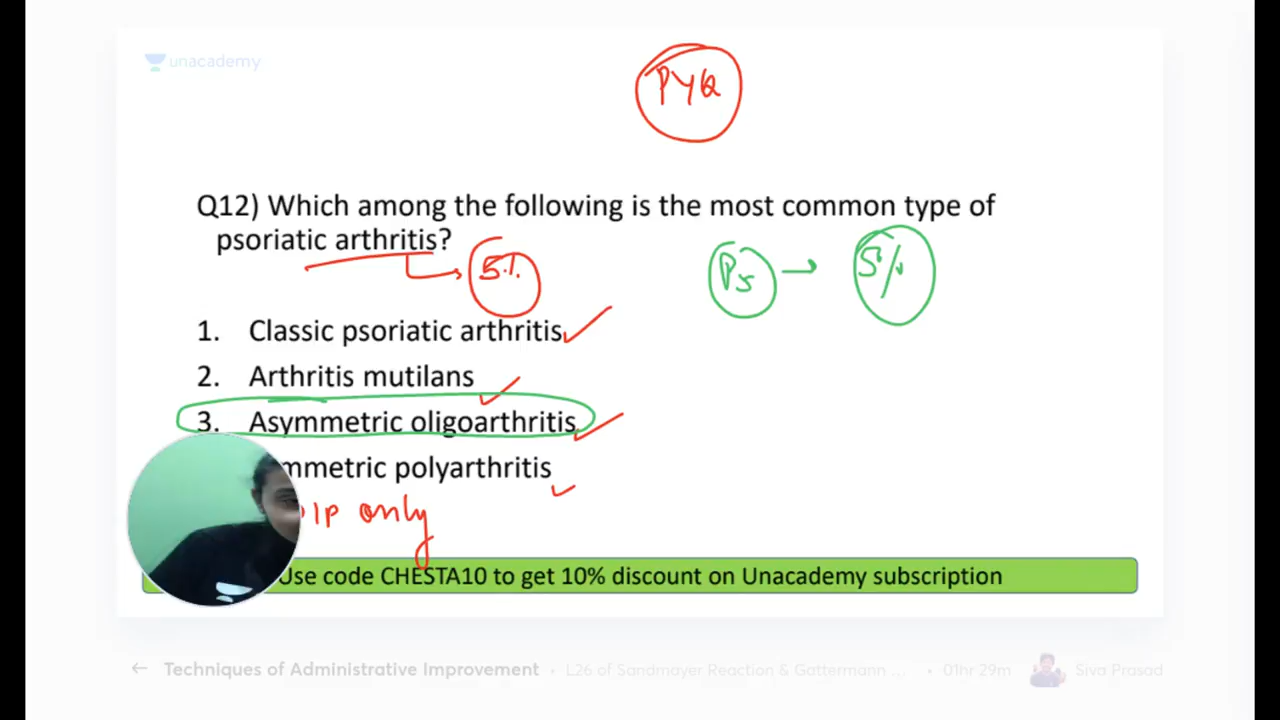 unacademy
PYQ
Q12) Which among the following is the most common type of
psoriatic arthritis?
5%
Ps → 5%
1. Classic psoriatic arthritis
2. Arthritis mutilans
3. Asymmetric oligoarthritis
polyarthritis
only
Use code CHESTA10 to get 10% discount on Unacademy subscription
← Techniques of Administrative Improvement • L26 of Sandmayer Reaction & Gattermann ... • 01hr 29m Siva Prasad